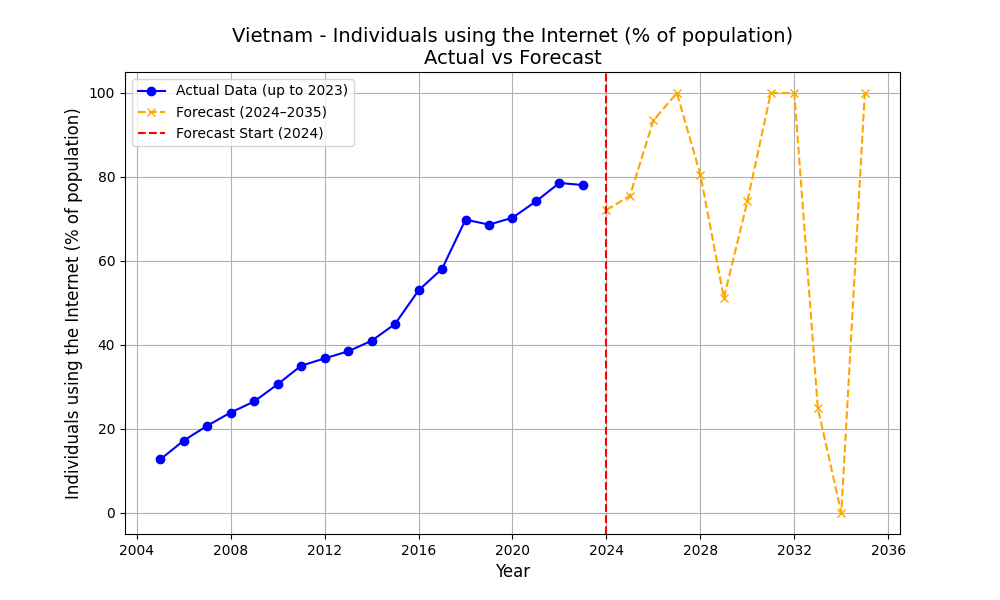 Vietnam - Individuals using the Internet (% of population)
Actual vs Forecast
Actual Data (up to 2023)
Forecast (2024–2035)
Forecast Start (2024)
Individuals using the Internet (% of population)
100
80
60
40
20
0
2004 2008 2012 2016 2020 2024 2028 2032 2036
Year